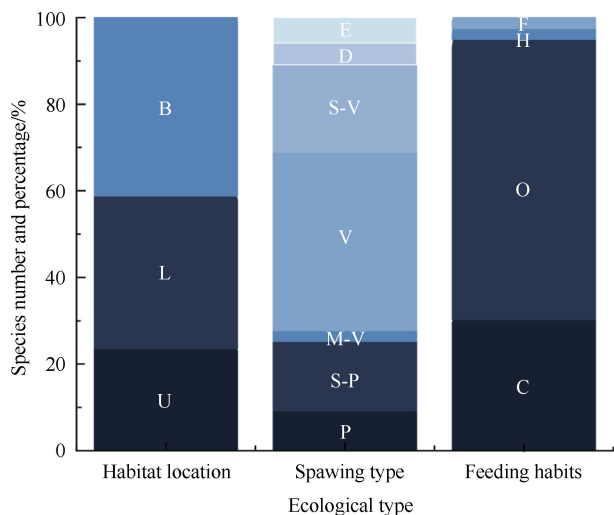 Species number and percentage/%
100
80
60
40
20
0
B
L
U
E
D
S-V
V
M-V
S-P
P
F
H
O
C
Habitat location
Spawing type
Feeding habits
Ecological type